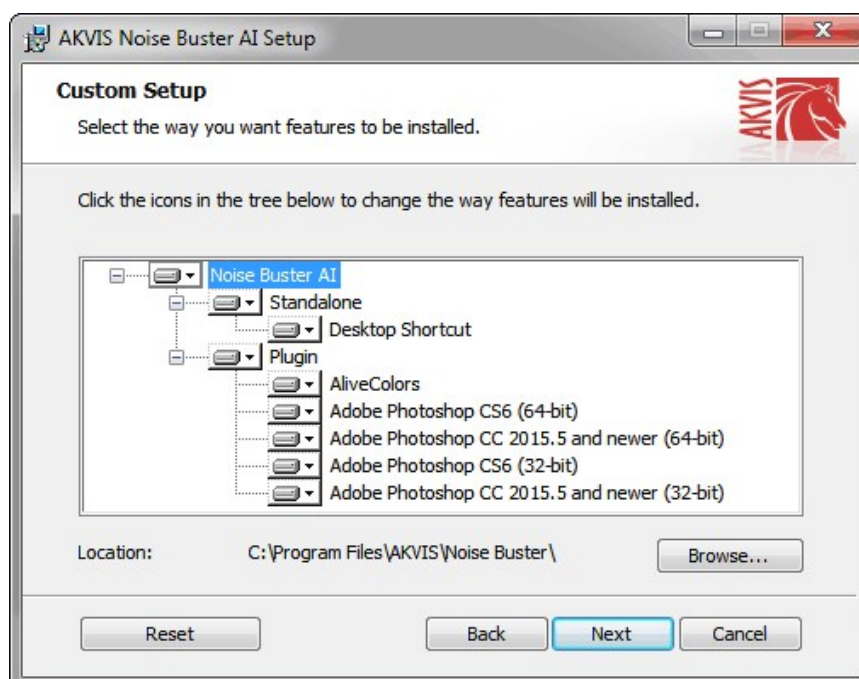 AKVIS Noise Buster AI Setup
Custom Setup
Select the way you want features to be installed.
AKVIS
Click the icons in the tree below to change the way features will be installed.
Noise Buster AI
Standalone
Desktop Shortcut
Plugin
AliveColors
Adobe Photoshop CS6 (64-bit)
Adobe Photoshop CC 2015.5 and newer (64-bit)
Adobe Photoshop CS6 (32-bit)
Adobe Photoshop CC 2015.5 and newer (32-bit)
Location: C:\Program Files\AKVIS\Noise Buster\ Browse...
Reset Back Next Cancel